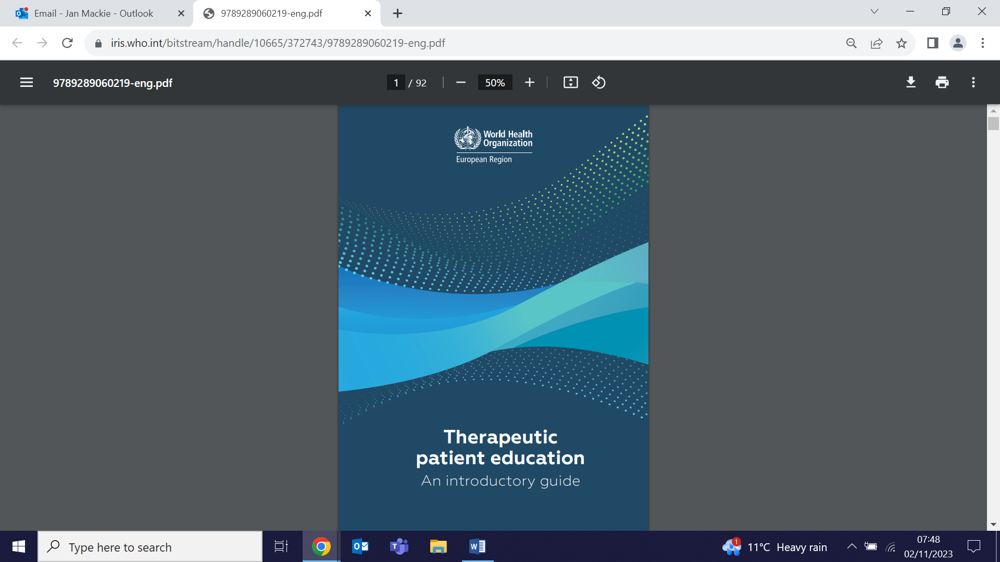 Email - Jan Mackie - Outlook
9789289060219-eng.pdf
iris.who.int/bitstream/handle/10665/372743/9789289060219-eng.pdf
9789289060219-eng.pdf
1 / 92
50%
World Health
Organization
European Region
Therapeutic
patient education
An introductory guide
Type here to search
1
11°C Heavy rain
07:48
02/11/2023